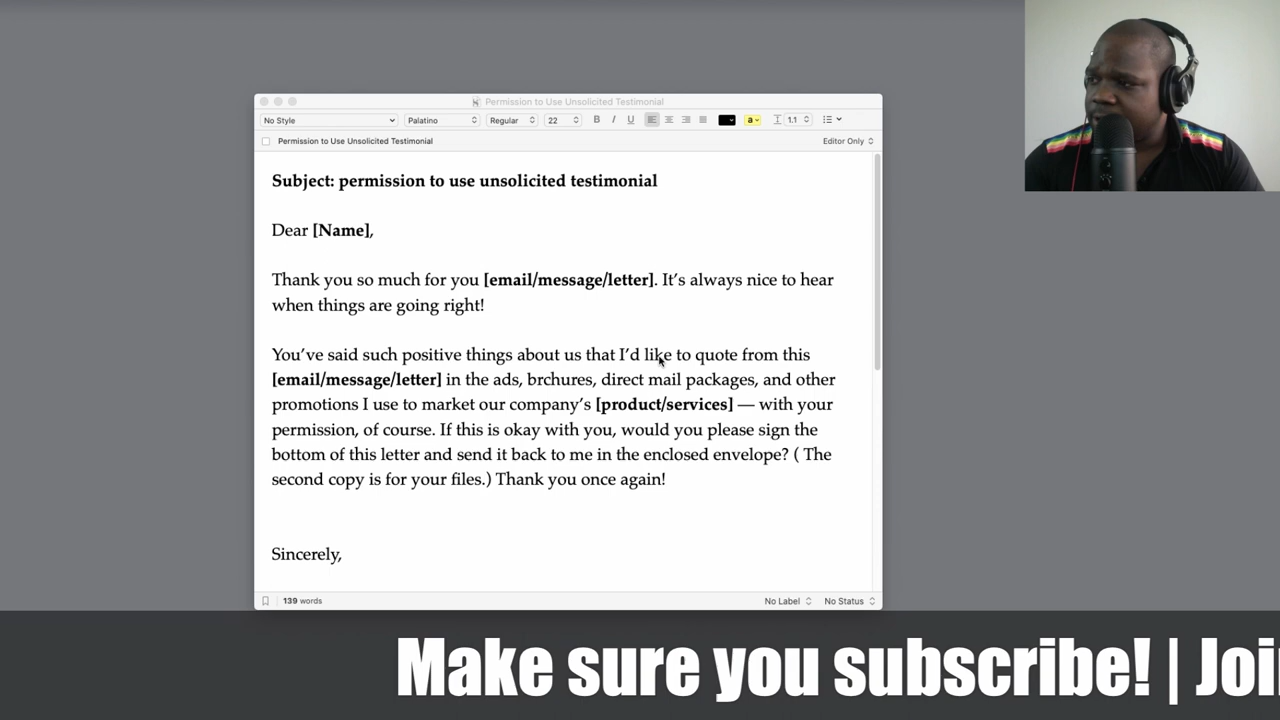 Permission to Use Unsolicited Testimonial
No Style Palatino Regular 22 B I U a 1.1
Permission to Use Unsolicited Testimonial Editor Only
Subject: permission to use unsolicited testimonial
Dear [Name],
Thank you so much for you [email/message/letter]. It’s always nice to hear
when things are going right!
You’ve said such positive things about us that I’d like to quote from this
[email/message/letter] in the ads, brchures, direct mail packages, and other
promotions I use to market our company’s [product/services] — with your
permission, of course. If this is okay with you, would you please sign the
bottom of this letter and send it back to me in the enclosed envelope? ( The
second copy is for your files.) Thank you once again!
Sincerely,
139 words No Label No Status
Make sure you subscribe! | Joi